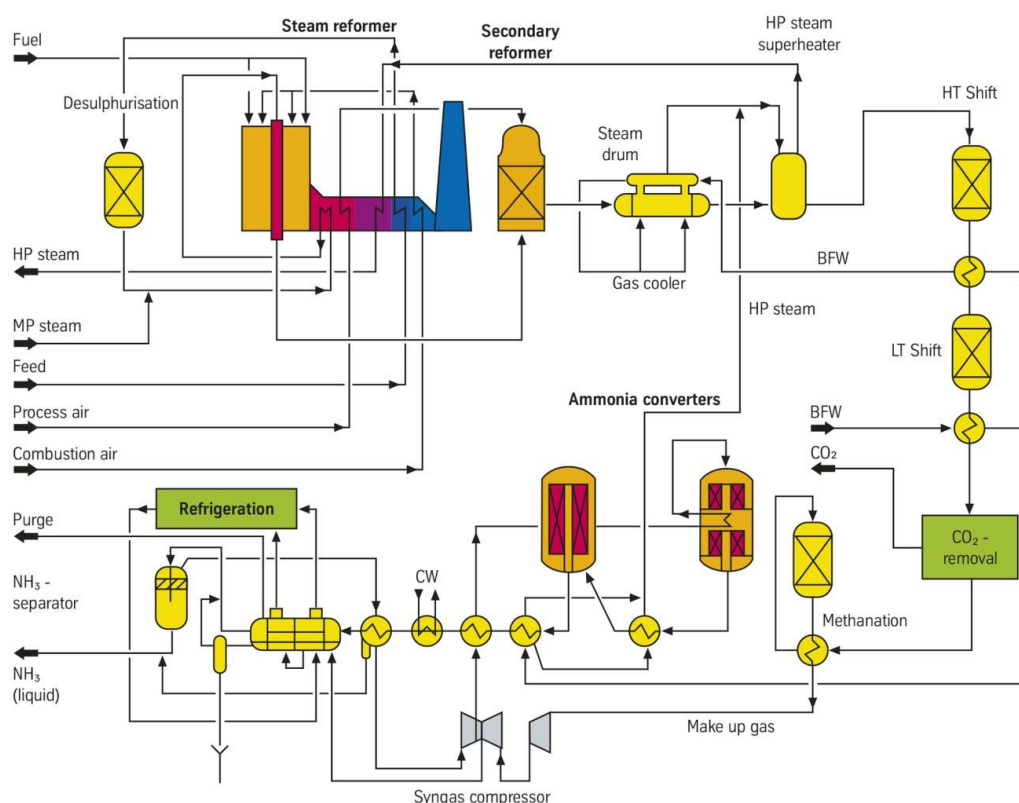 Fuel
Steam reformer
Secondary
reformer
HP steam
superheater
Desulphurisation
HT Shift
Steam
drum
HP steam
BFW
Gas cooler
HP steam
MP steam
LT Shift
Feed
Ammonia converters
Process air
BFW
Combustion air
CO₂
Refrigeration
Purge
CO₂ -
removal
NH₃ -
separator
CW
Methanation
NH₃
(liquid)
Make up gas
Syngas compressor